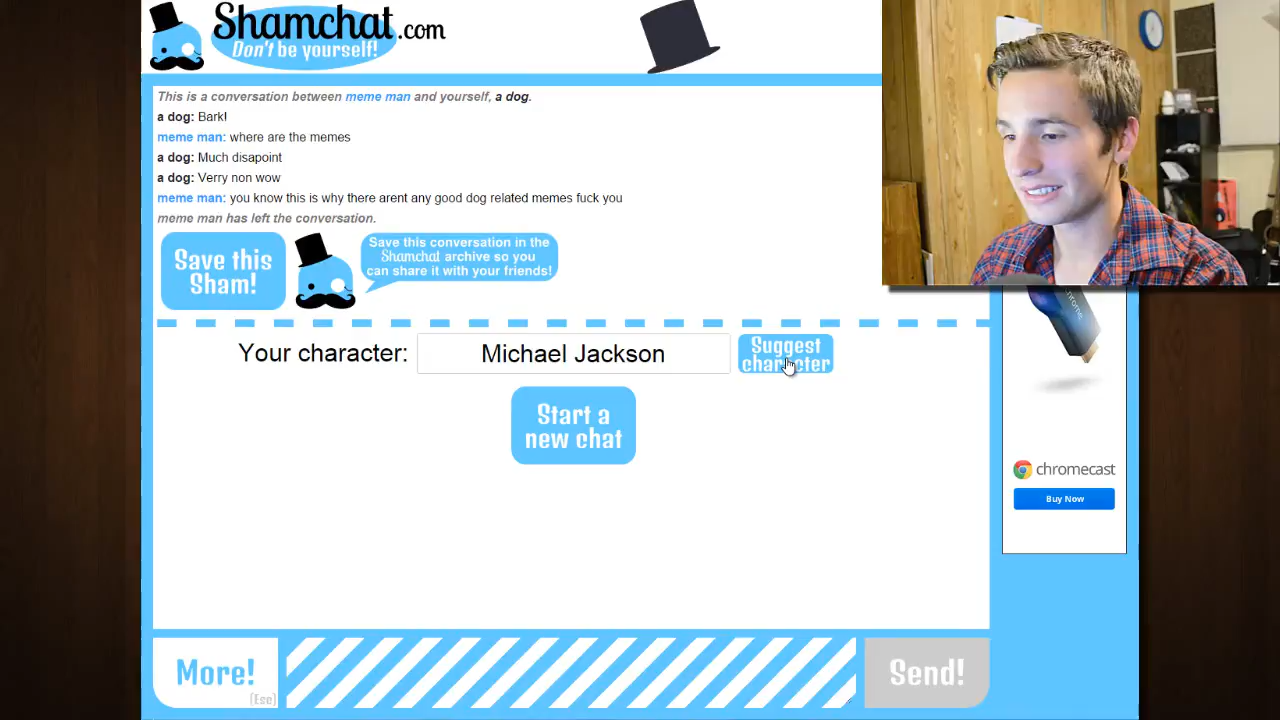 Shamchat.com
Don't be yourself!
This is a conversation between meme man and yourself, a dog.
a dog: Bark!
meme man: where are the memes
a dog: Much disapoint
a dog: Verry non wow
meme man: you know this is why there arent any good dog related memes fuck you
meme man has left the conversation.
Save this
Sham!
Save this conversation in the
Shamchat archive so you
can share it with your friends!
Your character: Michael Jackson
Suggest
character
Start a
new chat
chrome
chromecast
Buy Now
More!
(Esc)
Send!